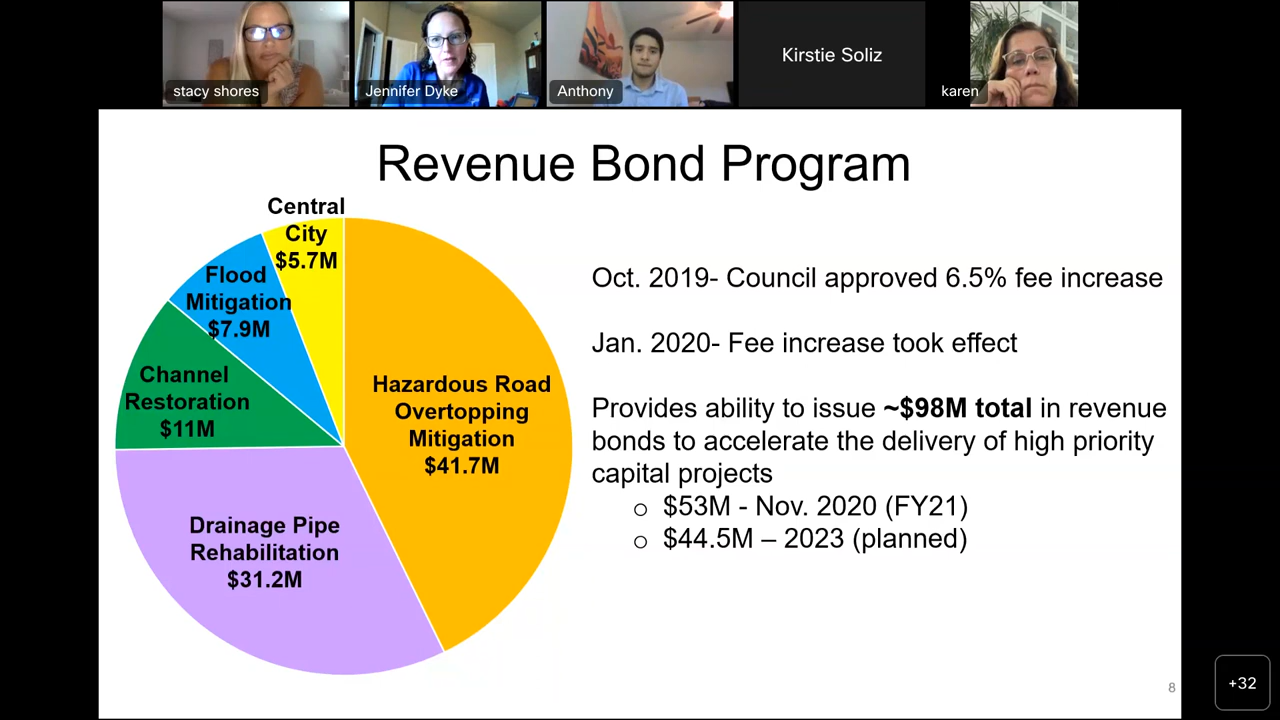 stacy shores
Jennifer Dyke
Anthony
Kirstie Soliz
karen
Revenue Bond Program
Central
City
$5.7M
Flood
Mitigation
$7.9M
Channel
Restoration
$11M
Hazardous Road
Overtopping
Mitigation
$41.7M
Drainage Pipe
Rehabilitation
$31.2M
Oct. 2019- Council approved 6.5% fee increase
Jan. 2020- Fee increase took effect
Provides ability to issue ~$98M total in revenue
bonds to accelerate the delivery of high priority
capital projects
o $53M - Nov. 2020 (FY21)
o $44.5M – 2023 (planned)
8
+32